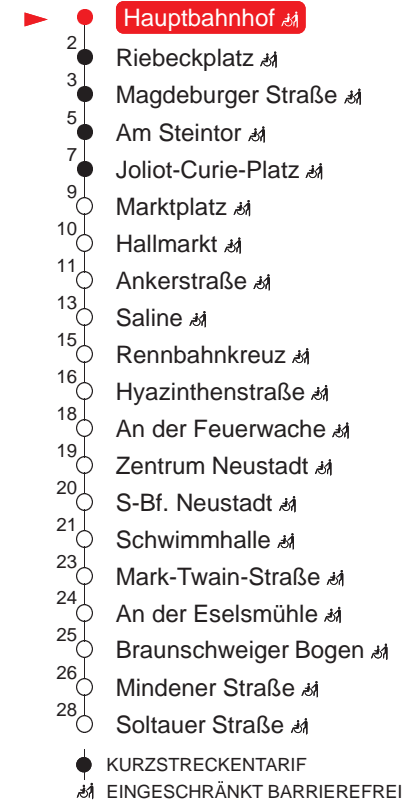 Hauptbahnhof
2 Riebeckplatz
3 Magdeburger Straße
5 Am Steintor
7 Joliot-Curie-Platz
9 Marktplatz
10 Hallmarkt
11 Ankerstraße
13 Saline
15 Rennbahnkreuz
16 Hyazinthenstraße
18 An der Feuerwache
19 Zentrum Neustadt
20 S-Bf. Neustadt
21 Schwimmhalle
23 Mark-Twain-Straße
24 An der Eselsmühle
25 Braunschweiger Bogen
26 Mindener Straße
28 Soltauer Straße
KURZSTRECKENTARIF
EINGESCHRÄNKT BARRIEREFREI